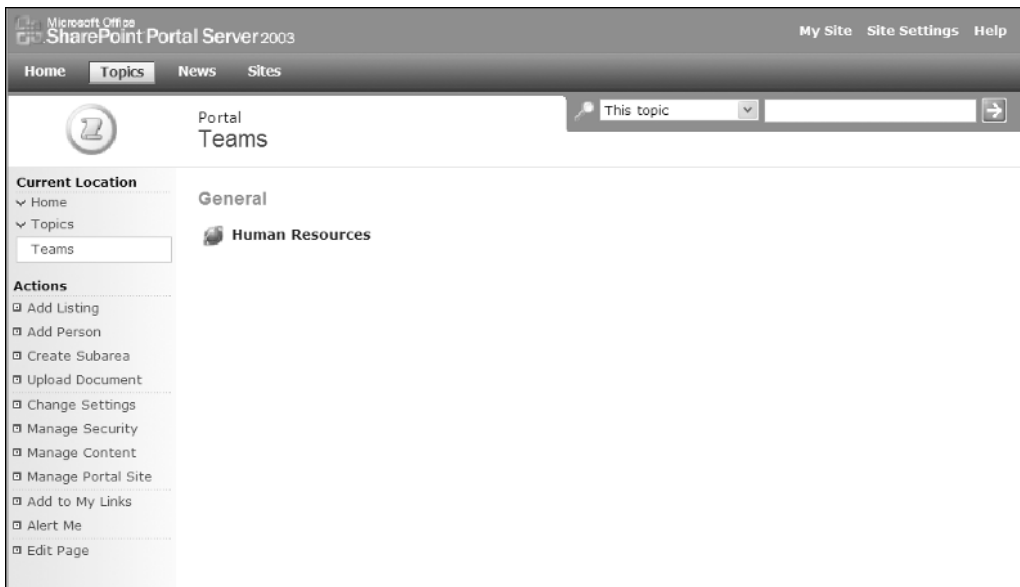 Microsoft Office
SharePoint Portal Server 2003
My Site Site Settings Help
Home Topics News Sites
This topic
Portal
Teams
Current Location
Home
Topics
Teams
General
Human Resources
Actions
Add Listing
Add Person
Create Subarea
Upload Document
Change Settings
Manage Security
Manage Content
Manage Portal Site
Add to My Links
Alert Me
Edit Page